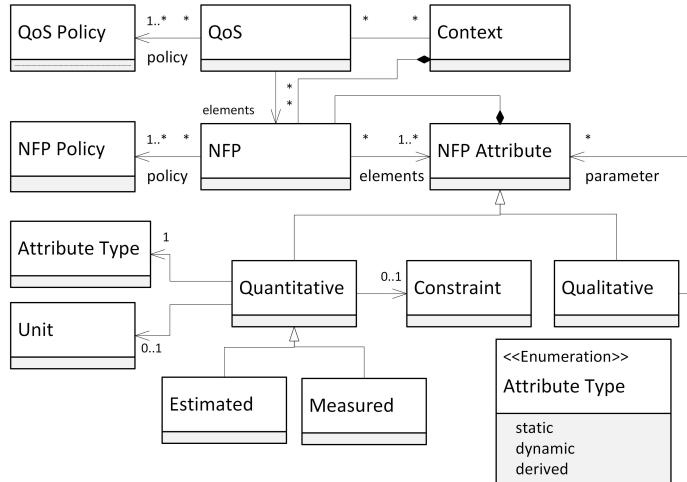 QoS Policy
1..*
*
policy
QoS
*
*
Context
elements
*
*
NFP Policy
1..*
*
policy
NFP
*
1..*
elements
NFP Attribute
*
parameter
Attribute Type
1
Quantitative
0..1
Constraint
Qualitative
Unit
0..1
Estimated
Measured
<<Enumeration>>
Attribute Type
static
dynamic
derived